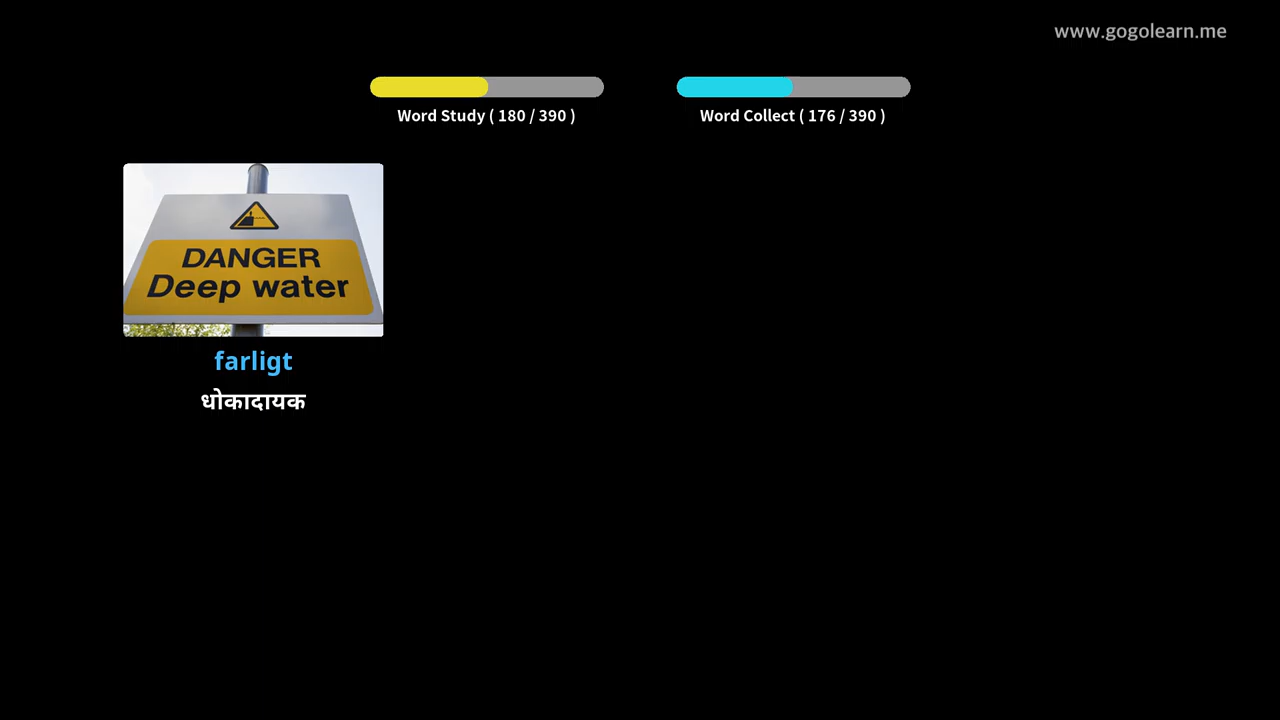 www.gogolearn.me
Word Study ( 180 / 390 )
Word Collect ( 176 / 390 )
DANGER
Deep water
farligt
धोकादायक